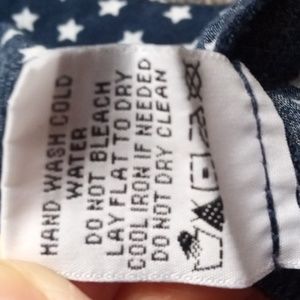 HAND WASH COLD
WATER
DO NOT BLEACH
LAY FLAT TO DRY
COOL IRON IF NEEDED
DO NOT DRY CLEAN